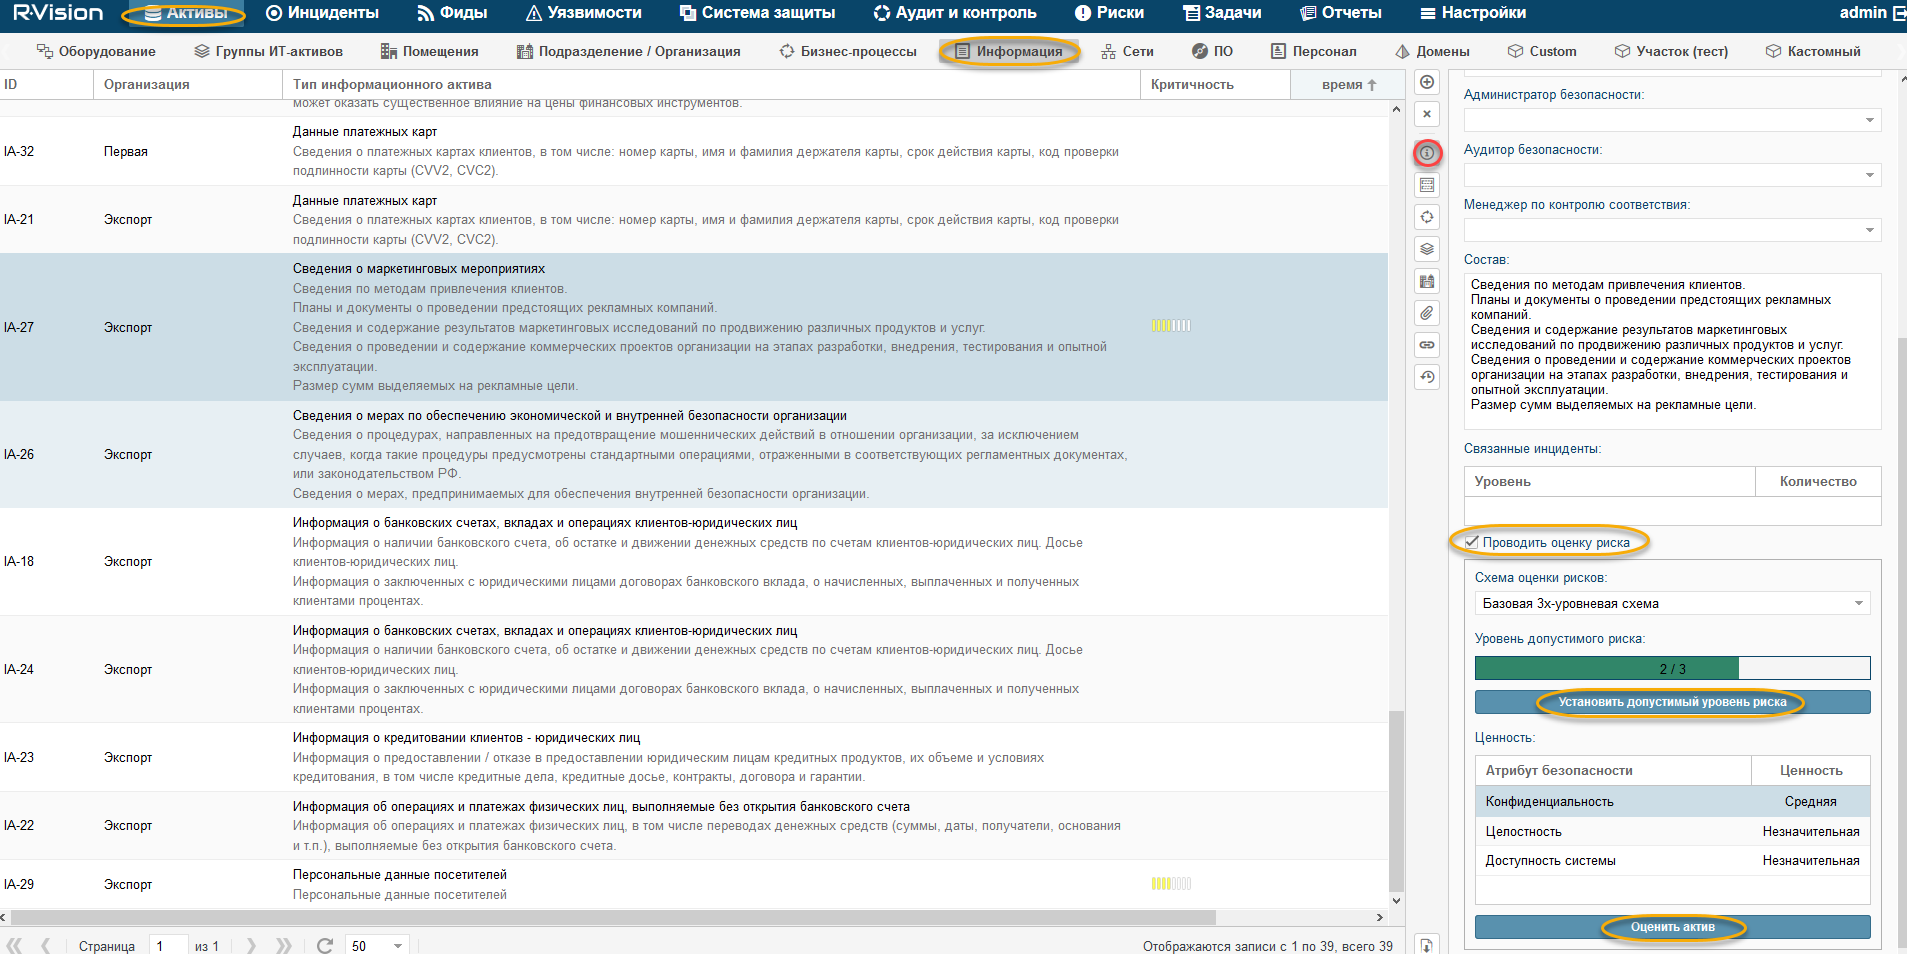 R·Vision Активы Инциденты Фиды Уязвимости Система защиты Аудит и контроль Риски Задачи Отчеты Настройки admin
Оборудование Группы ИТ-активов Помещения Подразделение / Организация Бизнес-процессы Информация Сети ПО Персонал Домены Custom Участок (тест) Кастомный
ID Организация Тип информационного актива Критичность время
может оказать существенное влияние на цены финансовых инструментов.
IA-32 Первая
Данные платежных карт
Сведения о платежных картах клиентов, в том числе: номер карты, имя и фамилия держателя карты, срок действия карты, код проверки
подлинности карты (CVV2, CVC2).
IA-21 Экспорт
Данные платежных карт
Сведения о платежных картах клиентов, в том числе: номер карты, имя и фамилия держателя карты, срок действия карты, код проверки
подлинности карты (CVV2, CVC2).
IA-27 Экспорт
Сведения о маркетинговых мероприятиях
Сведения по методам привлечения клиентов.
Планы и документы о проведении предстоящих рекламных компаний.
Сведения и содержание результатов маркетинговых исследований по продвижению различных продуктов и услуг.
Сведения о проведении и содержание коммерческих проектов организации на этапах разработки, внедрения, тестирования и опытной
эксплуатации.
Размер сумм выделяемых на рекламные цели.
IA-26 Экспорт
Сведения о мерах по обеспечению экономической и внутренней безопасности организации
Сведения о процедурах, направленных на предотвращение мошеннических действий в отношении организации, за исключением
случаев, когда такие процедуры предусмотрены стандартными операциями, отраженными в соответствующих регламентных документах,
или законодательством РФ.
Сведения о мерах, предпринимаемых для обеспечения внутренней безопасности организации.
IA-18 Экспорт
Информация о банковских счетах, вкладах и операциях клиентов-юридических лиц
Информация о наличии банковского счета, об остатке и движении денежных средств по счетам клиентов-юридических лиц. Досье
клиентов-юридических лиц.
Информация о заключенных с юридическими лицами договорах банковского вклада, о начисленных, выплаченных и полученных
клиентами процентах.
IA-24 Экспорт
Информация о банковских счетах, вкладах и операциях клиентов-юридических лиц
Информация о наличии банковского счета, об остатке и движении денежных средств по счетам клиентов-юридических лиц. Досье
клиентов-юридических лиц.
Информация о заключенных с юридическими лицами договорах банковского вклада, о начисленных, выплаченных и полученных
клиентами процентах.
IA-23 Экспорт
Информация о кредитовании клиентов - юридических лиц
Информация о предоставлении / отказе в предоставлении юридическим лицам кредитных продуктов, их объеме и условиях
кредитования, в том числе кредитные дела, кредитные досье, контракты, договора и гарантии.
IA-22 Экспорт
Информация об операциях и платежах физических лиц, выполняемые без открытия банковского счета
Информация об операциях и платежах физических лиц, в том числе переводах денежных средств (суммы, даты, получатели, основания
и т.п.), выполняемые без открытия банковского счета.
IA-29 Экспорт
Персональные данные посетителей
Персональные данные посетителей
Страница 1 из 1 50 Отображаются записи с 1 по 39, всего 39
Администратор безопасности:
Аудитор безопасности:
Менеджер по контролю соответствия:
Состав:
Сведения по методам привлечения клиентов.
Планы и документы о проведении предстоящих рекламных
компаний.
Сведения и содержание результатов маркетинговых
исследований по продвижению различных продуктов и услуг.
Сведения о проведении и содержание коммерческих проектов
организации на этапах разработки, внедрения, тестирования и
опытной эксплуатации.
Размер сумм выделяемых на рекламные цели.
Связанные инциденты:
Уровень Количество
Проводить оценку риска
Схема оценки рисков:
Базовая 3х-уровневая схема
Уровень допустимого риска:
2 / 3
Установить допустимый уровень риска
Ценность:
Атрибут безопасности Ценность
Конфиденциальность Средняя
Целостность Незначительная
Доступность системы Незначительная
Оценить актив